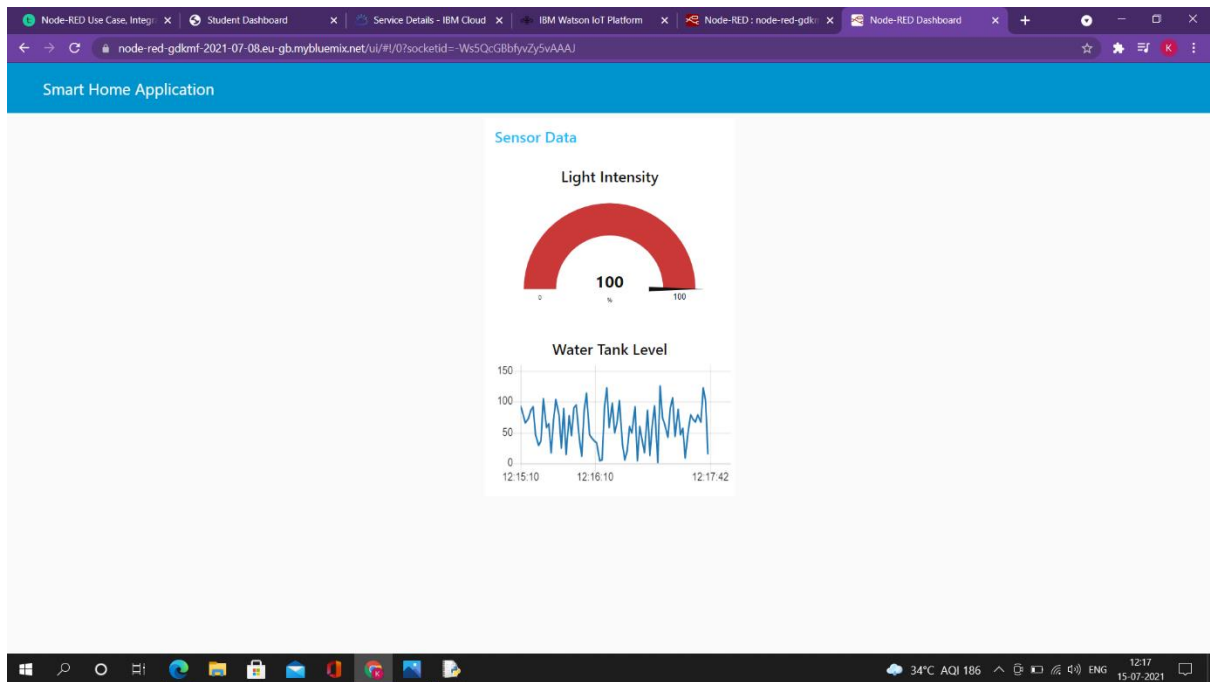 Node-RED Use Case, Integr
Student Dashboard
Service Details - IBM Cloud
IBM Watson IoT Platform
Node-RED : node-red-gdkm
Node-RED Dashboard
node-red-gdkmf-2021-07-08.eu-gb.mybluemix.net/ui/#!/0?socketid=-Ws5QcGBbfyvZy5vAAAJ
K
Smart Home Application
Sensor Data
Light Intensity
100
0
%
100
Water Tank Level
150
100
50
0
12:15:10
12:16:10
12:17:42
34°C AQI 186
ENG
12:17
15-07-2021